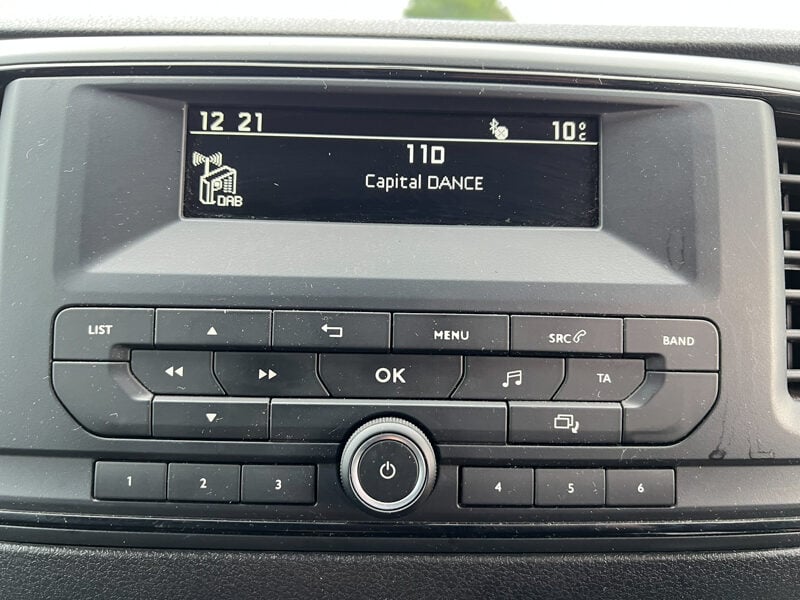 12 21 10°C
11D
Capital DANCE
DAB
LIST MENU SRC BAND
OK TA
1 2 3 4 5 6